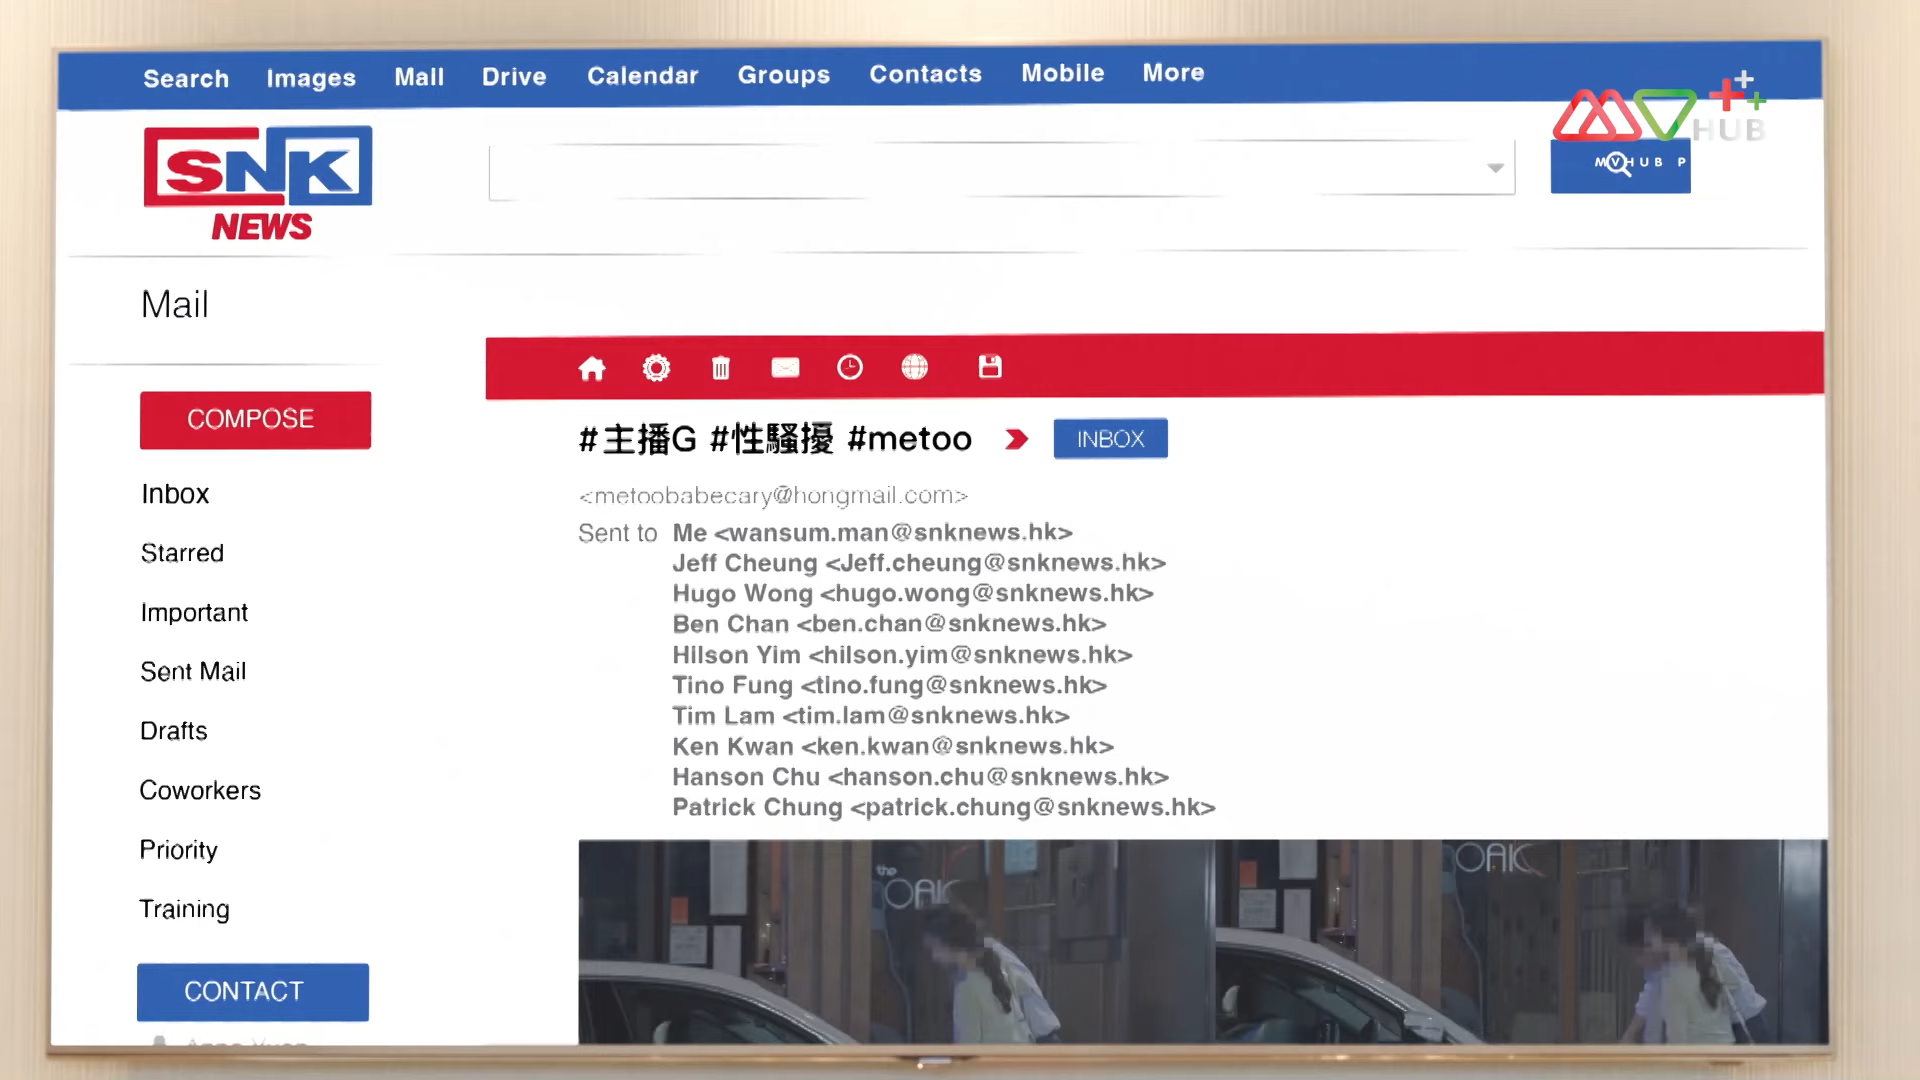 Search Images Mail Drive Calendar Groups Contacts Mobile More
HUB
MVHUB P
SNK
NEWS
Mail
COMPOSE
#主播G #性騷擾 #metoo
INBOX
<metoobabecary@hongmail.com>
Inbox
Sent to Me <wansum.man@snknews.hk>
Starred
Jeff Cheung <Jeff.cheung@snknews.hk>
Hugo Wong <hugo.wong@snknews.hk>
Important
Ben Chan <ben.chan@snknews.hk>
Hilson Yim <hilson.yim@snknews.hk>
Sent Mail
Tino Fung <tino.fung@snknews.hk>
Tim Lam <tim.lam@snknews.hk>
Drafts
Ken Kwan <ken.kwan@snknews.hk>
Hanson Chu <hanson.chu@snknews.hk>
Coworkers
Patrick Chung <patrick.chung@snknews.hk>
Priority
Training
CONTACT
the